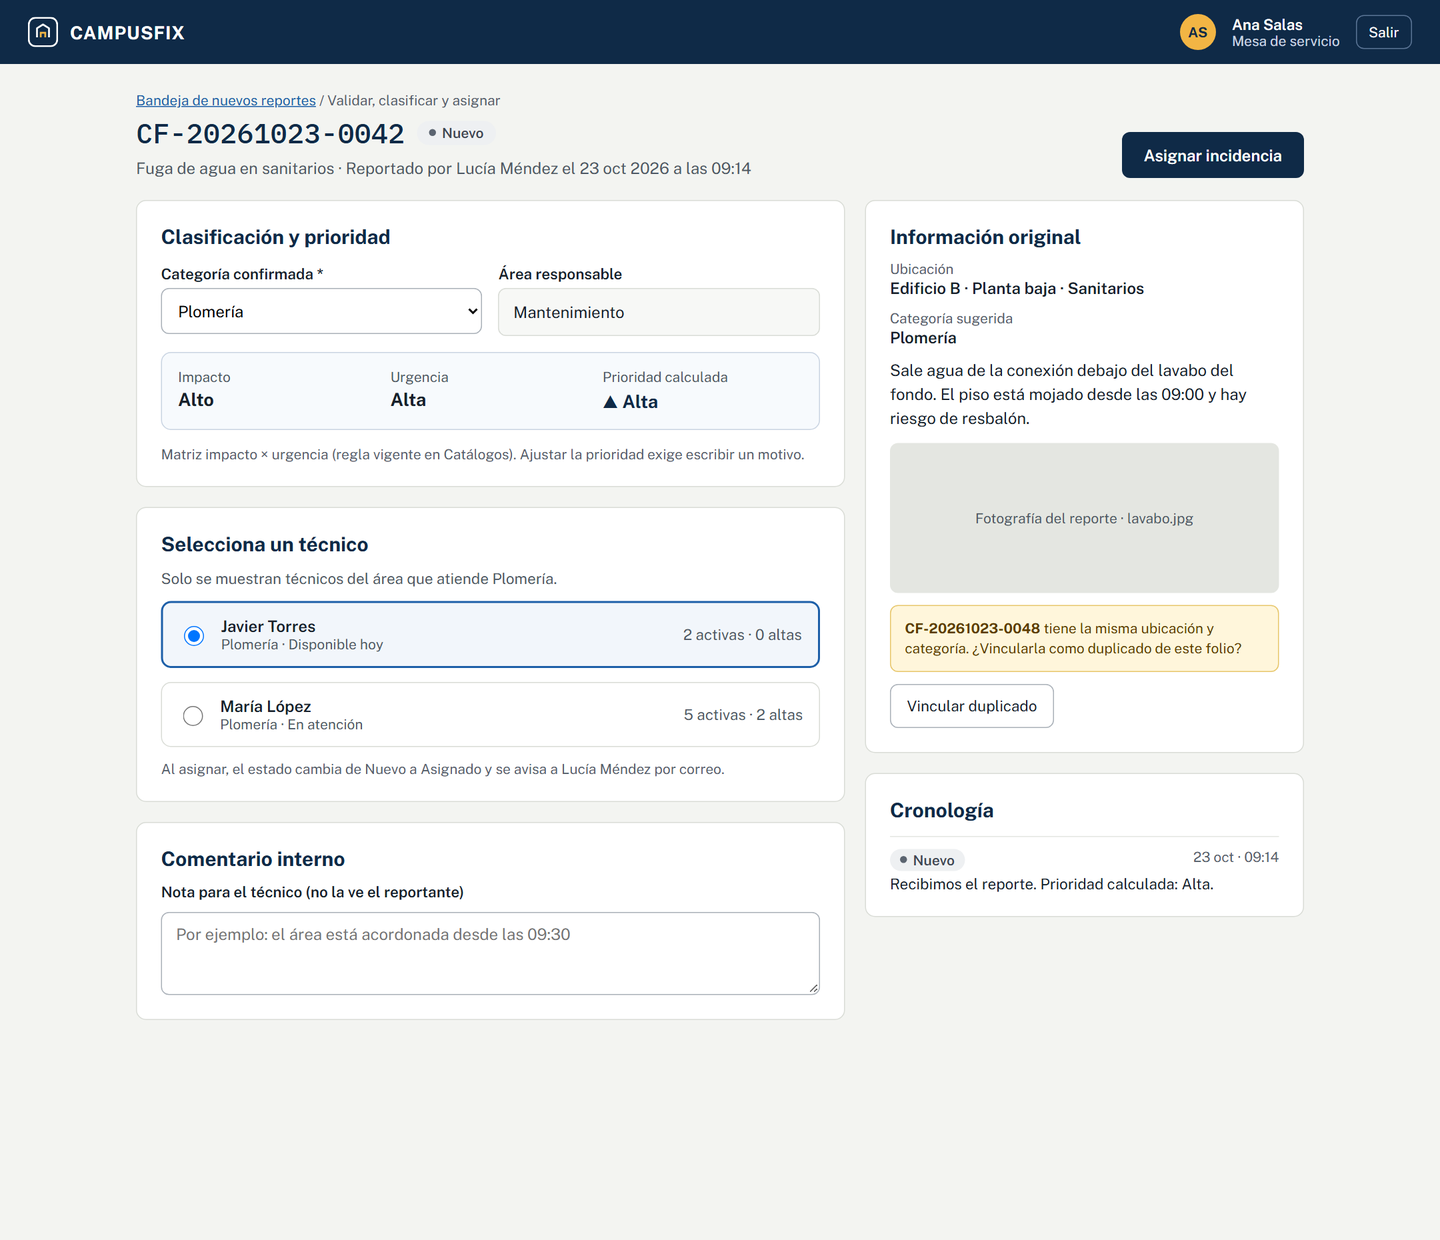 CAMPUSFIX
AS
Ana Salas
Mesa de servicio
Salir
Bandeja de nuevos reportes / Validar, clasificar y asignar
CF-20261023-0042
Nuevo
Fuga de agua en sanitarios · Reportado por Lucía Méndez el 23 oct 2026 a las 09:14
Asignar incidencia
Clasificación y prioridad
Categoría confirmada *
Plomería
Área responsable
Mantenimiento
Impacto
Alto
Urgencia
Alta
Prioridad calculada
▲ Alta
Matriz impacto × urgencia (regla vigente en Catálogos). Ajustar la prioridad exige escribir un motivo.
Selecciona un técnico
Solo se muestran técnicos del área que atiende Plomería.
Javier Torres
Plomería · Disponible hoy
2 activas · 0 altas
María López
Plomería · En atención
5 activas · 2 altas
Al asignar, el estado cambia de Nuevo a Asignado y se avisa a Lucía Méndez por correo.
Comentario interno
Nota para el técnico (no la ve el reportante)
Por ejemplo: el área está acordonada desde las 09:30
Información original
Ubicación
Edificio B · Planta baja · Sanitarios
Categoría sugerida
Plomería
Sale agua de la conexión debajo del lavabo del
fondo. El piso está mojado desde las 09:00 y hay
riesgo de resbalón.
Fotografía del reporte · lavabo.jpg
CF-20261023-0048 tiene la misma ubicación y
categoría. ¿Vincularla como duplicado de este folio?
Vincular duplicado
Cronología
Nuevo
23 oct · 09:14
Recibimos el reporte. Prioridad calculada: Alta.